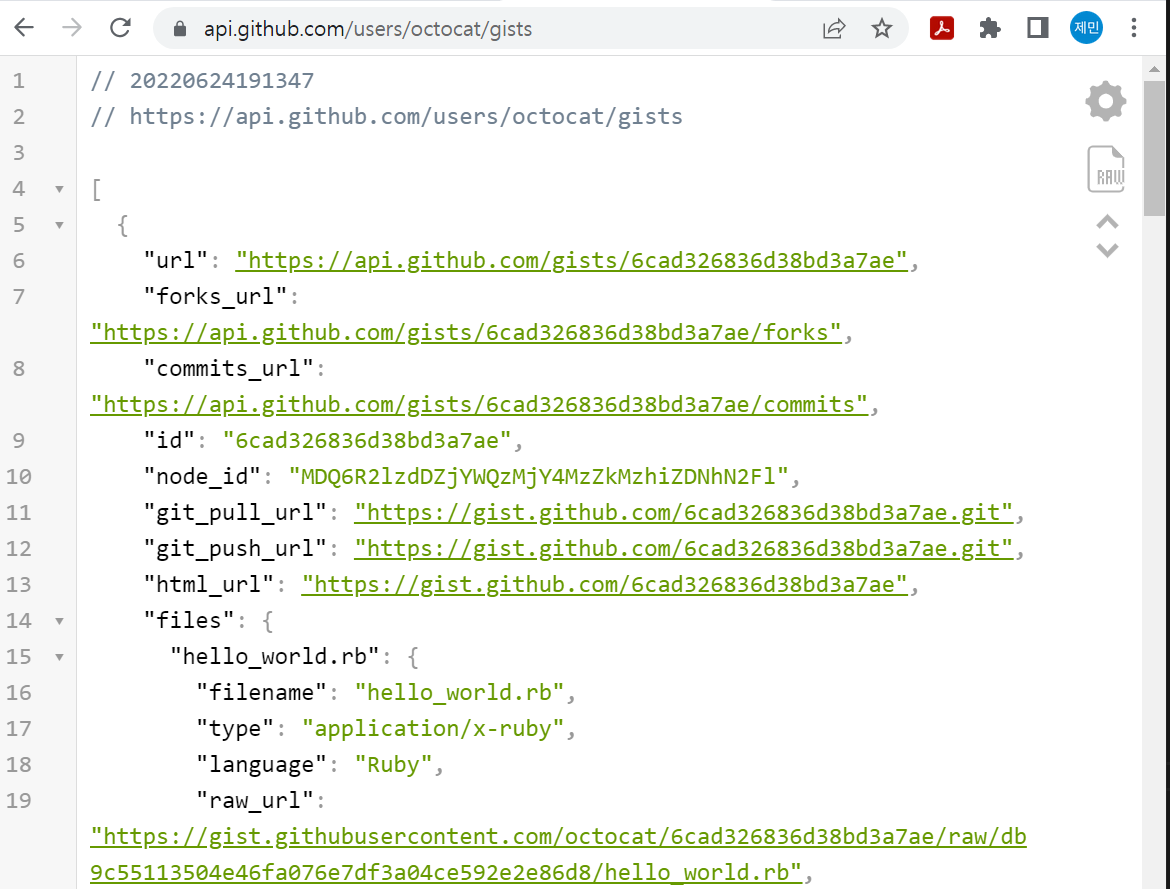 api.github.com/users/octocat/gists
제민
1 // 20220624191347
2 // https://api.github.com/users/octocat/gists
3
4 [
5 {
6 "url": "https://api.github.com/gists/6cad326836d38bd3a7ae",
7 "forks_url":
"https://api.github.com/gists/6cad326836d38bd3a7ae/forks",
8 "commits_url":
"https://api.github.com/gists/6cad326836d38bd3a7ae/commits",
9 "id": "6cad326836d38bd3a7ae",
10 "node_id": "MDQ6R2lzdDZjYWQzMjY4MzZkMzhiZDNhN2Fl",
11 "git_pull_url": "https://gist.github.com/6cad326836d38bd3a7ae.git",
12 "git_push_url": "https://gist.github.com/6cad326836d38bd3a7ae.git",
13 "html_url": "https://gist.github.com/6cad326836d38bd3a7ae",
14 "files": {
15 "hello_world.rb": {
16 "filename": "hello_world.rb",
17 "type": "application/x-ruby",
18 "language": "Ruby",
19 "raw_url":
"https://gist.githubusercontent.com/octocat/6cad326836d38bd3a7ae/raw/db
9c55113504e46fa076e7df3a04ce592e2e86d8/hello_world.rb",
RAW